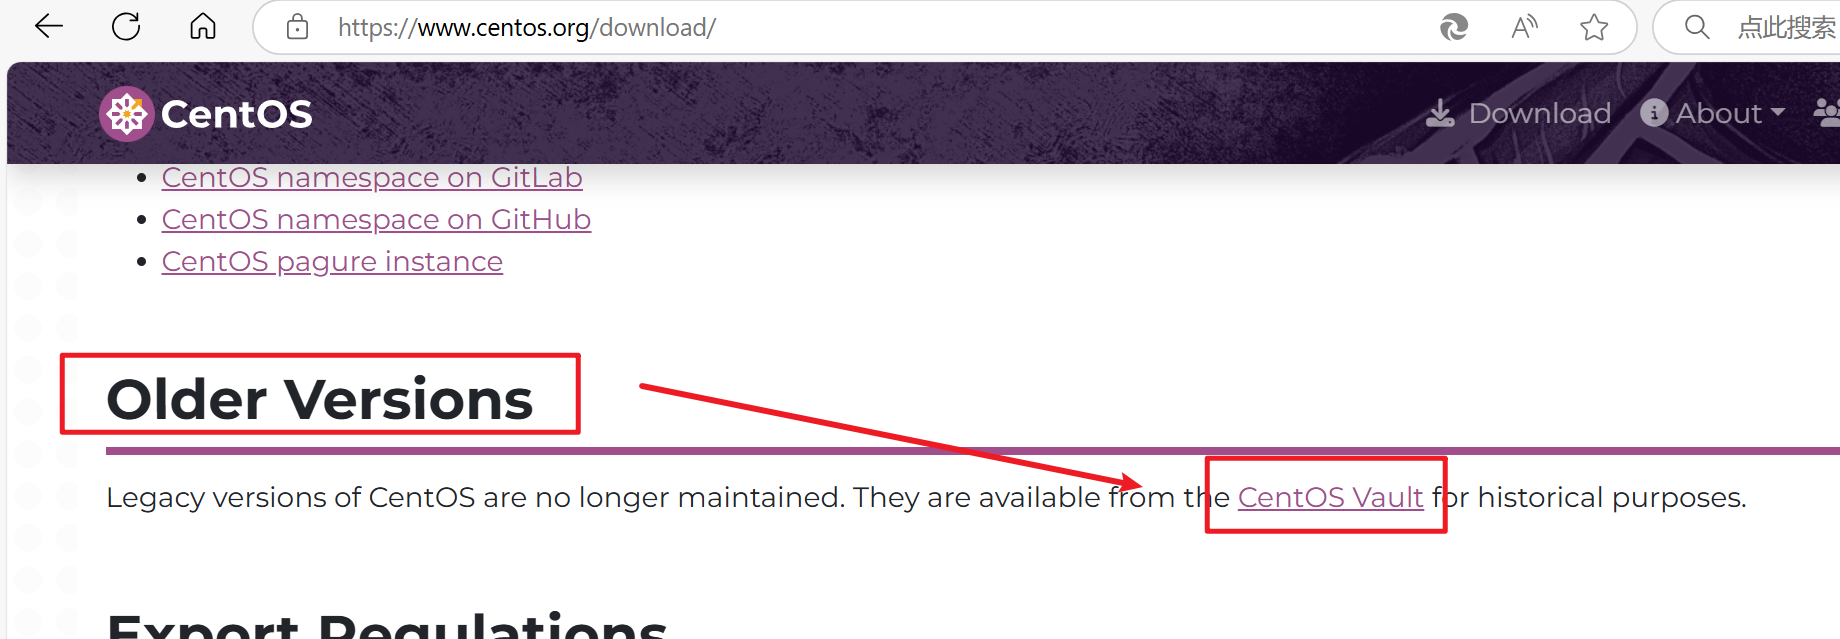 https://www.centos.org/download/
点此搜索
CentOS
Download
About
CentOS namespace on GitLab
CentOS namespace on GitHub
CentOS pagure instance
Older Versions
Legacy versions of CentOS are no longer maintained. They are available from the CentOS Vault for historical purposes.
Export Regulations